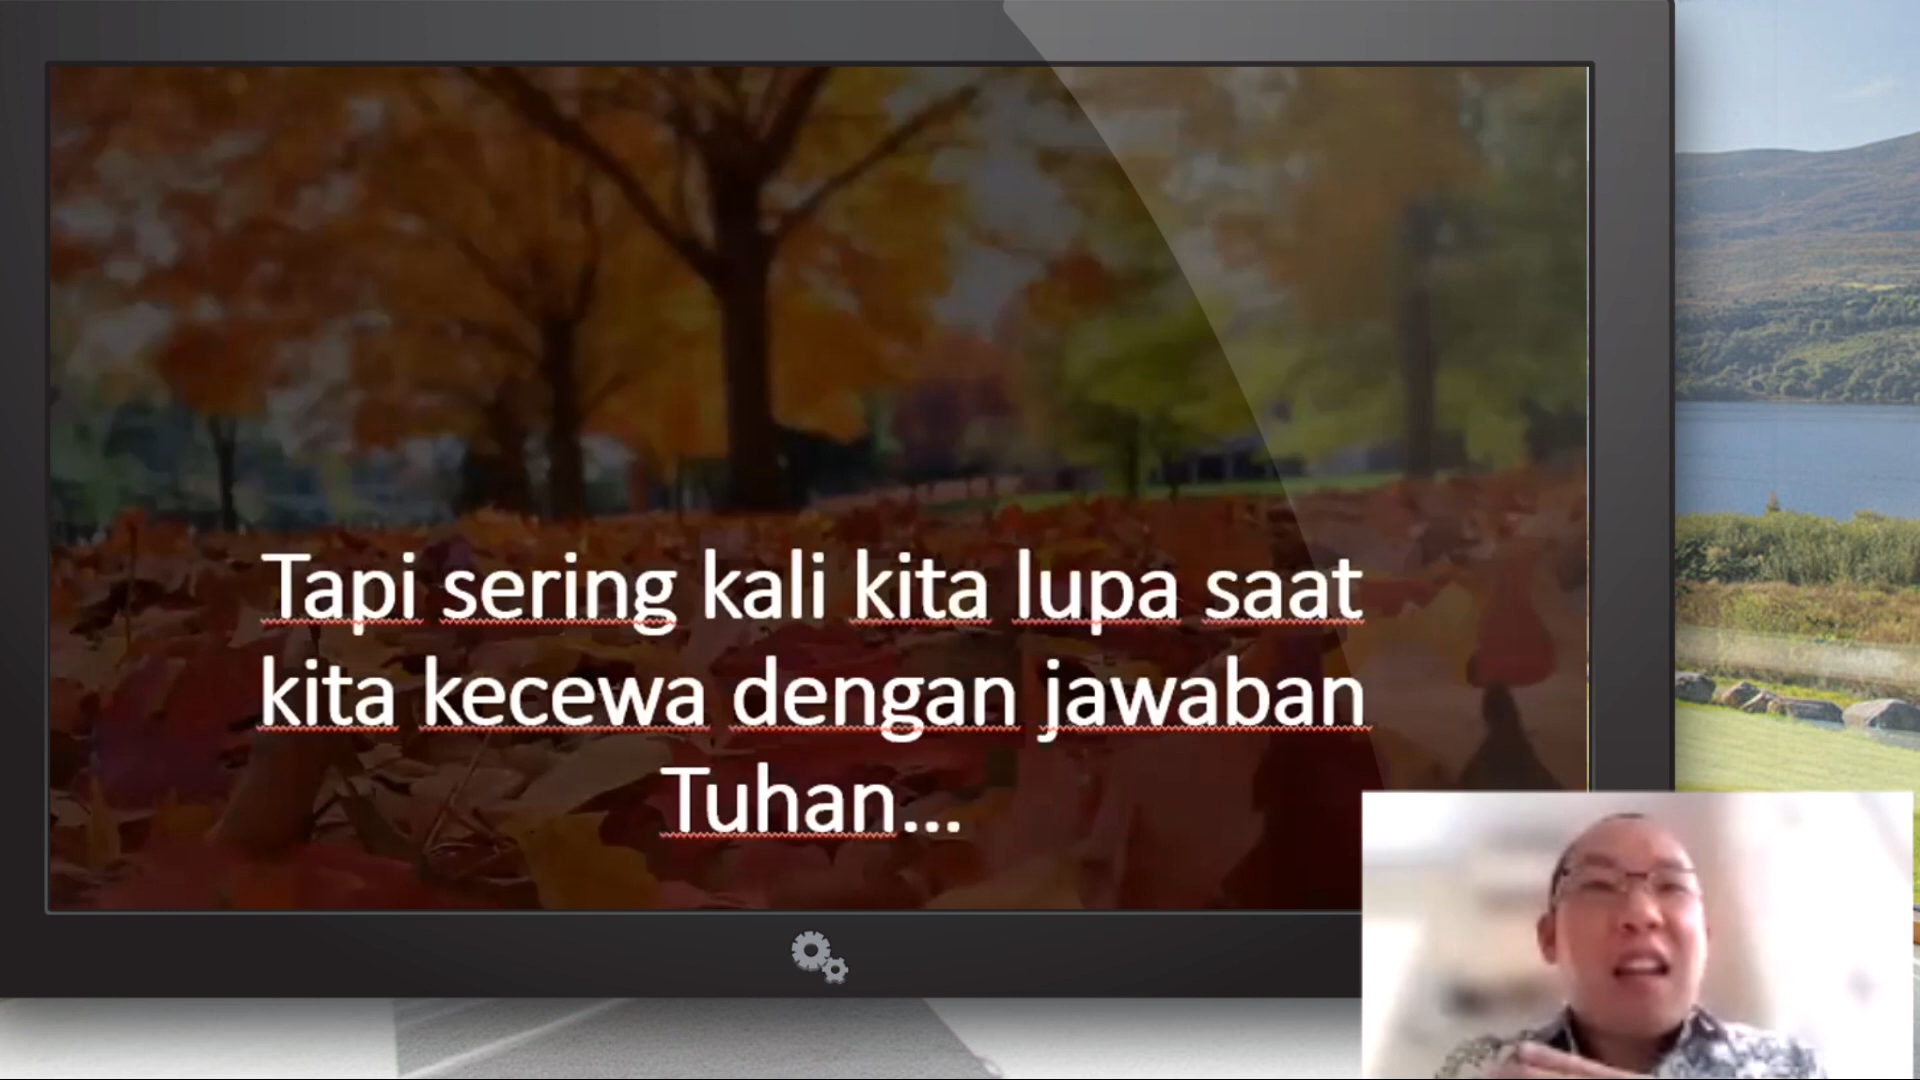 Tapi sering kali kita lupa saat
kita kecewa dengan jawaban
Tuhan...